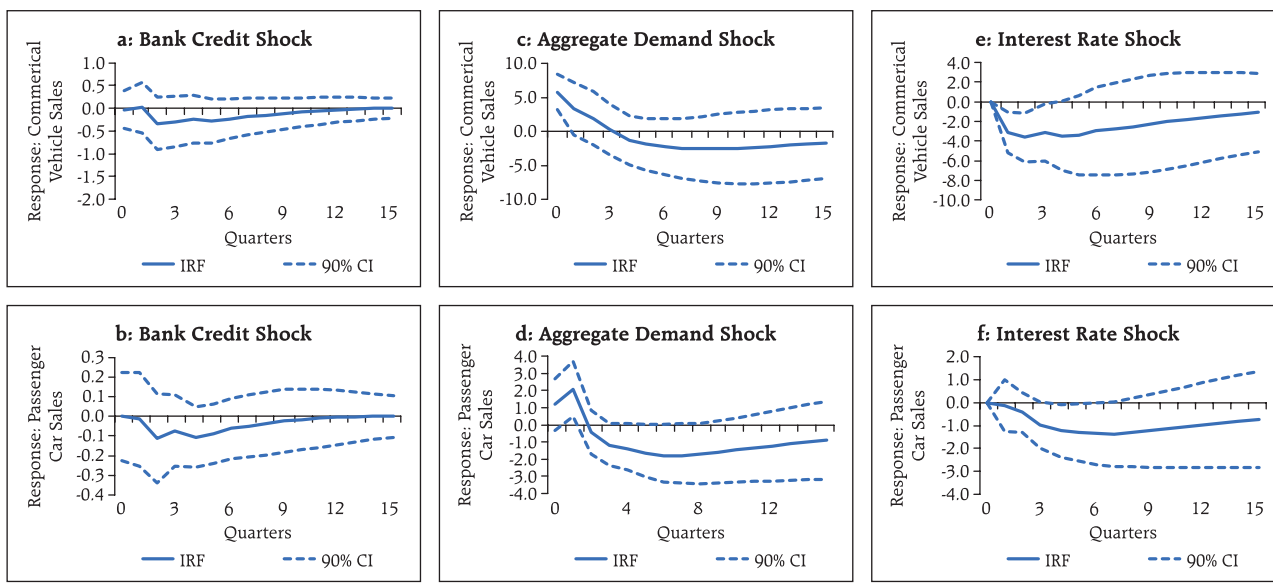 a: Bank Credit Shock
Response: Commerical
Vehicle Sales
1.0
0.5
0.0
-0.5
-1.0
-1.5
-2.0
0 3 6 9 12 15
Quarters
IRF 90% CI
c: Aggregate Demand Shock
Response: Commerical
Vehicle Sales
10.0
5.0
0.0
-5.0
-10.0
0 3 6 9 12 15
Quarters
IRF 90% CI
e: Interest Rate Shock
Response: Commerical
Vehicle Sales
4.0
2.0
0.0
-2.0
-4.0
-6.0
-8.0
-10.0
0 3 6 9 12 15
Quarters
IRF 90% CI
b: Bank Credit Shock
Response: Passenger
Car Sales
0.3
0.2
0.1
0.0
-0.1
-0.2
-0.3
-0.4
0 3 6 9 12 15
Quarters
IRF 90% CI
d: Aggregate Demand Shock
Response: Passenger
Car Sales
4.0
3.0
2.0
1.0
0.0
-1.0
-2.0
-3.0
-4.0
0 4 8 12
Quarters
IRF 90% CI
f: Interest Rate Shock
Response: Passenger
Car Sales
2.0
1.0
0.0
-1.0
-2.0
-3.0
-4.0
0 3 6 9 12 15
Quarters
IRF 90% CI